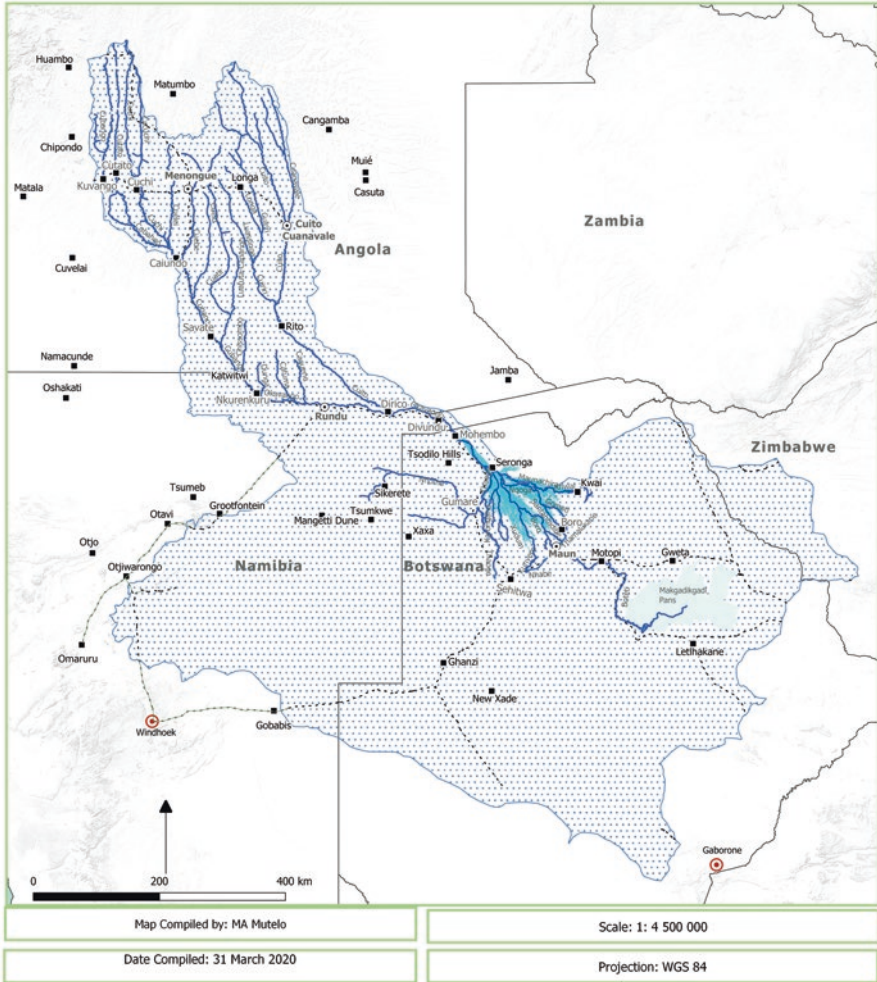 Huambo
Matumbo
Cangamba
Chipondo
Muié
Casuta
Cutato
Kuvango
Cuchi
Menongue
Longa
Matala
Zambia
Cuito
Cuanavale
Angola
Cuvelai
Caiundo
Rito
Savate
Namacunde
Katwitwi
Jamba
Oshakati
Nkurenkuru
Rundu
Dirico
Divundu
Mohembo
Zimbabwe
Tsodilo Hills
Seronga
Tsumeb
Sikerete
Kwai
Gumare
Grootfontein
Otavi
Mangetti Dune
Tsumkwe
Boro
Xaxa
Otjo
Maun
Motopi
Gweta
Otjiwarongo
Namibia
Botswana
Sehitwa
Nhabe
Boteti
Makgadikgadi,
Pans
Omaruru
Letlhakane
Ghanzi
New Xade
Gobabis
Windhoek
Gaborone
0 200 400 km
Map Compiled by: MA Mutelo
Scale: 1: 4 500 000
Date Compiled: 31 March 2020
Projection: WGS 84